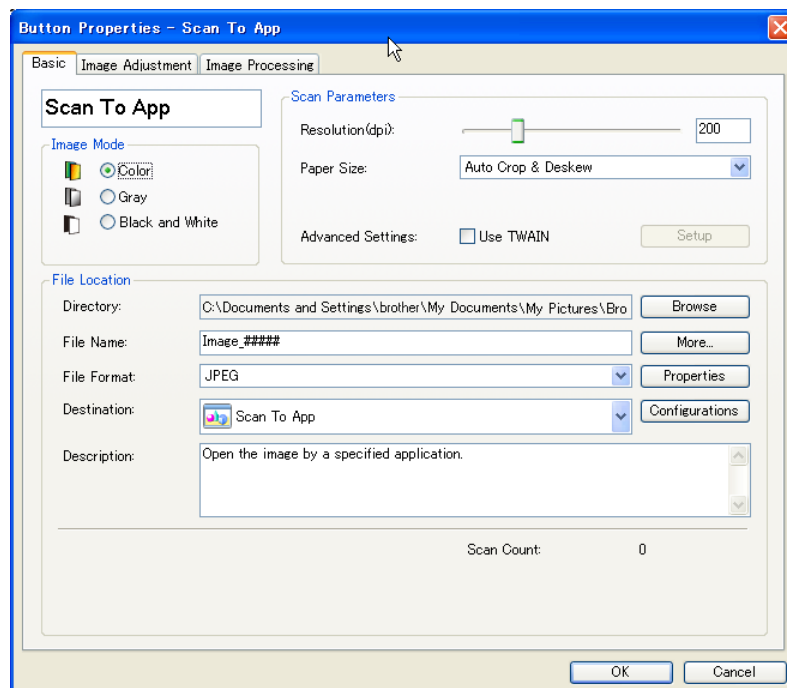 Button Properties - Scan To App
Basic Image Adjustment Image Processing
Scan To App
Image Mode
Color
Gray
Black and White
Scan Parameters
Resolution(dpi): 200
Paper Size: Auto Crop & Deskew
Advanced Settings: Use TWAIN Setup
File Location
Directory: C:\Documents and Settings\brother\My Documents\My Pictures\Bro Browse
File Name: Image_##### More...
File Format: JPEG Properties
Destination: Scan To App Configurations
Description: Open the image by a specified application.
Scan Count: 0
OK Cancel